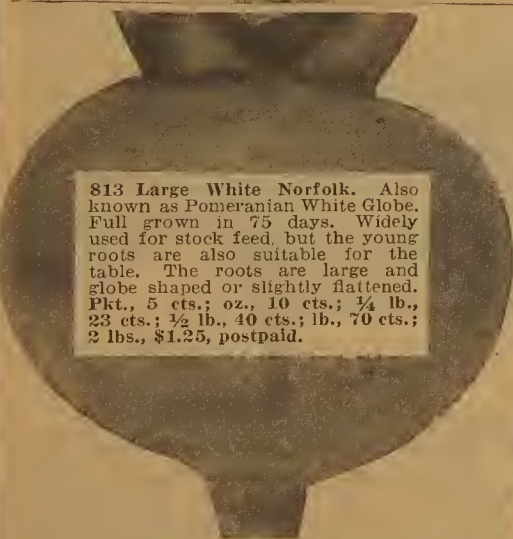 813 Large White Norfolk. Also
known as Pomeranian White Globe.
Full grown in 75 days. Widely
used for stock feed, but the young
roots are also suitable for the
table. The roots are large and
globe shaped or slightly flattened.
Pkt., 5 cts.; oz., 10 cts.; ¼ lb.,
23 cts.; ½ lb., 40 cts.; lb., 70 cts.;
2 lbs., $1.25, postpaid.